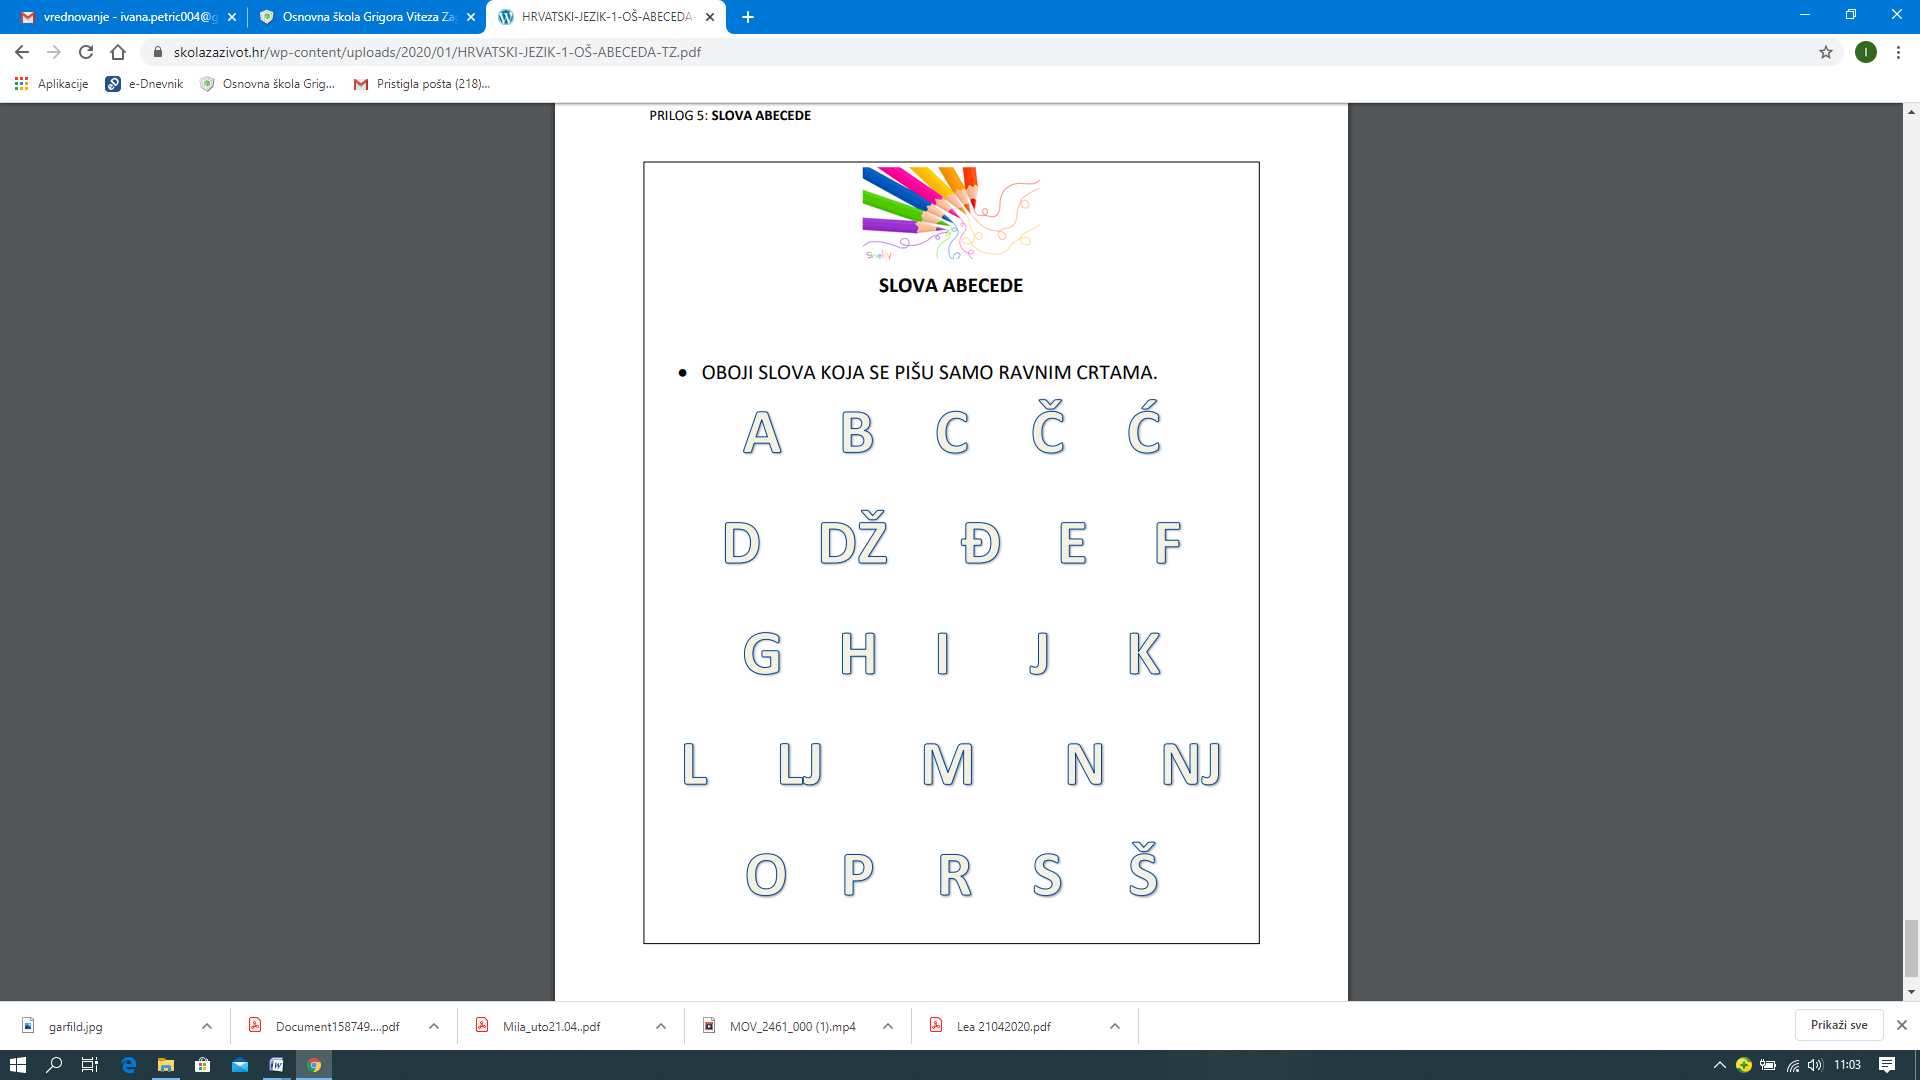 vrednovanje - ivana.petric004@g
Osnovna škola Grigora Viteza Za
HRVATSKI-JEZIK-1-OŠ-ABECEDA-
skolazazivot.hr/wp-content/uploads/2020/01/HRVATSKI-JEZIK-1-OŠ-ABECEDA-TZ.pdf
I
Aplikacije
e-Dnevnik
Osnovna škola Grig...
Pristigla pošta (218)...
PRILOG 5: SLOVA ABECEDE
Shelly
SLOVA ABECEDE
• OBOJI SLOVA KOJA SE PIŠU SAMO RAVNIM CRTAMA.
A B C Č Ć
D DŽ Đ E F
G H I J K
L LJ M N NJ
O P R S Š
garfild.jpg
Document158749....pdf
Mila_uto21.04..pdf
MOV_2461_000 (1).mp4
Lea 21042020.pdf
Prikaži sve
11:03